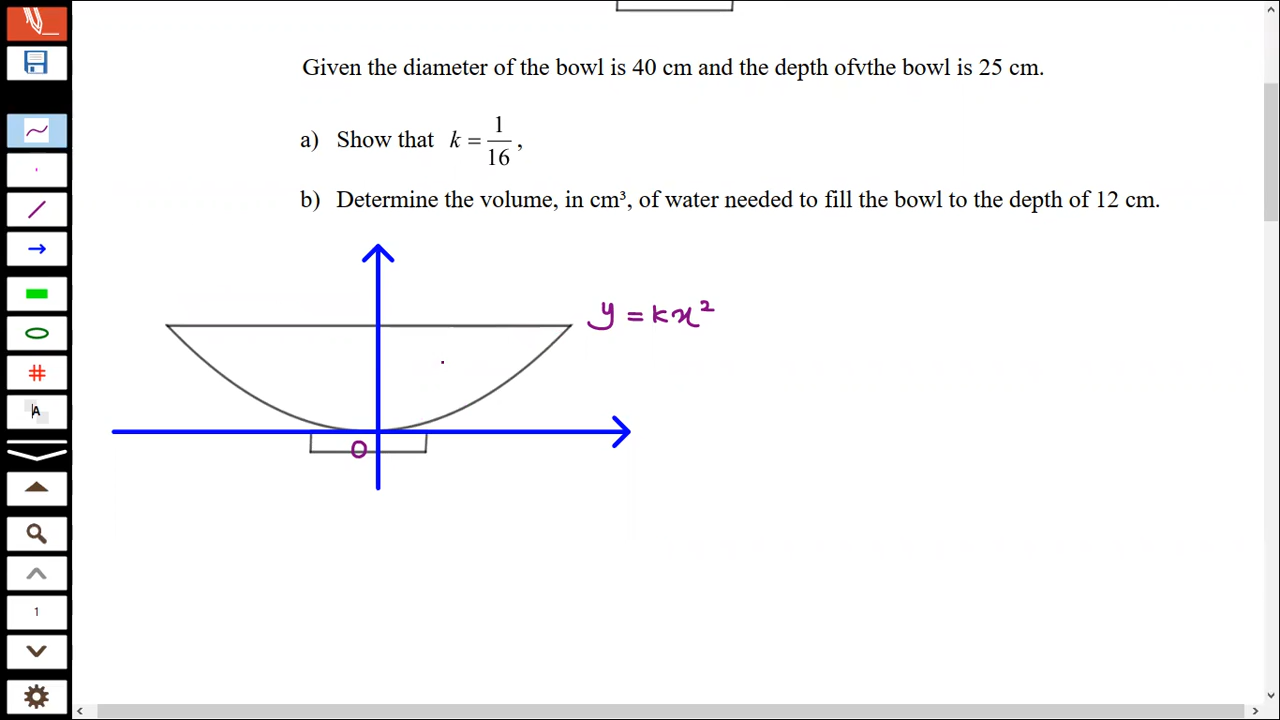 Given the diameter of the bowl is 40 cm and the depth ofvthe bowl is 25 cm.
a) Show that k = 1/16 ,
b) Determine the volume, in cm³, of water needed to fill the bowl to the depth of 12 cm.
y = kx²
O
A
1